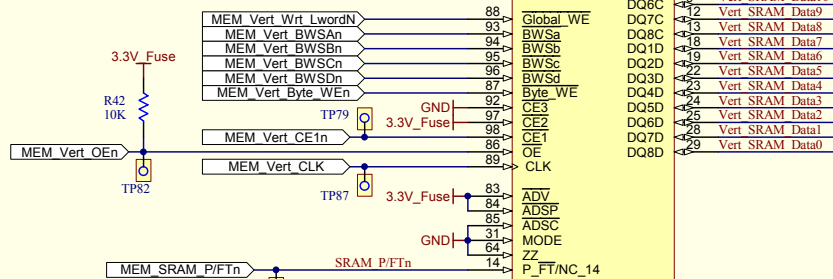 DQ6C
MEM_Vert_Wrt_LwordN 88 Global_WE DQ7C 12 Vert_SRAM_Data9
MEM_Vert_BWSAn 93 BWSa DQ8C 13 Vert_SRAM_Data8
MEM_Vert_BWSBn 94 BWSb DQ1D 18 Vert_SRAM_Data7
3.3V_Fuse MEM_Vert_BWSCn 95 BWSc DQ2D 19 Vert_SRAM_Data6
MEM_Vert_BWSDn 96 BWSd DQ3D 22 Vert_SRAM_Data5
R42 MEM_Vert_Byte_WEn 87 Byte_WE DQ4D 23 Vert_SRAM_Data4
10K TP79 GND 92 CE3 DQ5D 24 Vert_SRAM_Data3
3.3V_Fuse 97 CE2 DQ6D 25 Vert_SRAM_Data2
MEM_Vert_CE1n 98 CE1 DQ7D 28 Vert_SRAM_Data1
MEM_Vert_OEn 86 OE DQ8D 29 Vert_SRAM_Data0
MEM_Vert_CLK 89 CLK
TP82 TP87 3.3V_Fuse 83 ADV
84 ADSP
85 ADSC
GND 31 MODE
64 ZZ
MEM_SRAM_P/FTn SRAM_P/FTn 14 P_FT/NC_14